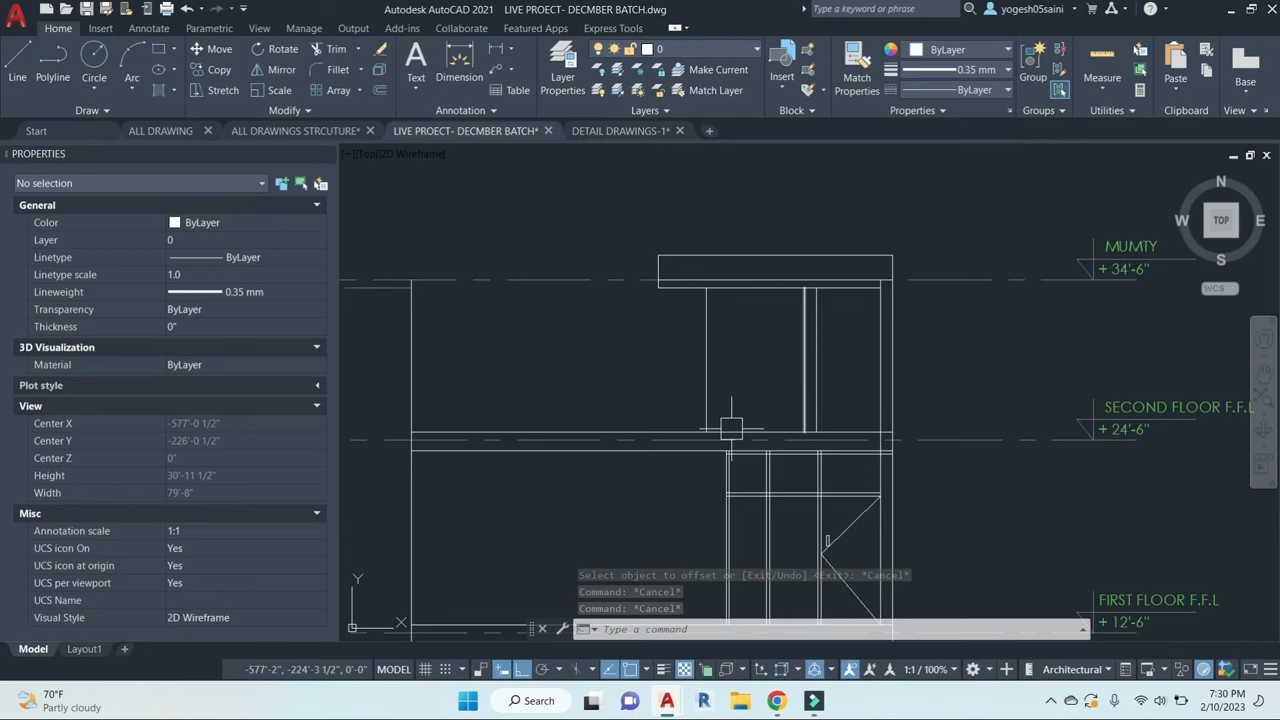 Autodesk AutoCAD 2021 LIVE PROECT- DECMBER BATCH.dwg
Type a keyword or phrase
yogesh05saini
Home Insert Annotate Parametric View Manage Output Add-ins Collaborate Featured Apps Express Tools
Line Polyline Circle Arc
Move Rotate Trim
Copy Mirror Fillet
Stretch Scale Array
Text Dimension Table
Layer Properties
0
Make Current
Match Layer
Insert
Match Properties
ByLayer
0.35 mm
ByLayer
Group Measure Paste Base
Draw Modify Annotation Layers Block Properties Groups Utilities Clipboard View
Start ALL DRAWING ALL DRAWINGS STRCUTURE* LIVE PROECT- DECMBER BATCH* DETAIL DRAWINGS-1*
PROPERTIES
No selection
General
Color ByLayer
Layer 0
Linetype ByLayer
Linetype scale 1.0
Lineweight 0.35 mm
Transparency ByLayer
Thickness 0"
3D Visualization
Material ByLayer
Plot style
View
Center X -577'-0 1/2"
Center Y -226'-0 1/2"
Center Z 0"
Height 30'-11 1/2"
Width 79'-8"
Misc
Annotation scale 1:1
UCS icon On Yes
UCS icon at origin Yes
UCS per viewport Yes
UCS Name
Visual Style 2D Wireframe
[-][Top][2D Wireframe]
N
W TOP E
S
WCS
MUMTY
+ 34'-6"
SECOND FLOOR F.F.L
+ 24'-6"
FIRST FLOOR F.F.L
+ 12'-6"
Y
X
Select object to offset or [Exit/Undo] <Exit>: *Cancel*
Command: *Cancel*
Command: *Cancel*
Type a command
Model Layout1
-577'-2", -224'-3 1/2", 0'-0" MODEL 1:1 / 100% Architectural
70°F
Partly cloudy
Search
7:30 PM
2/10/2023